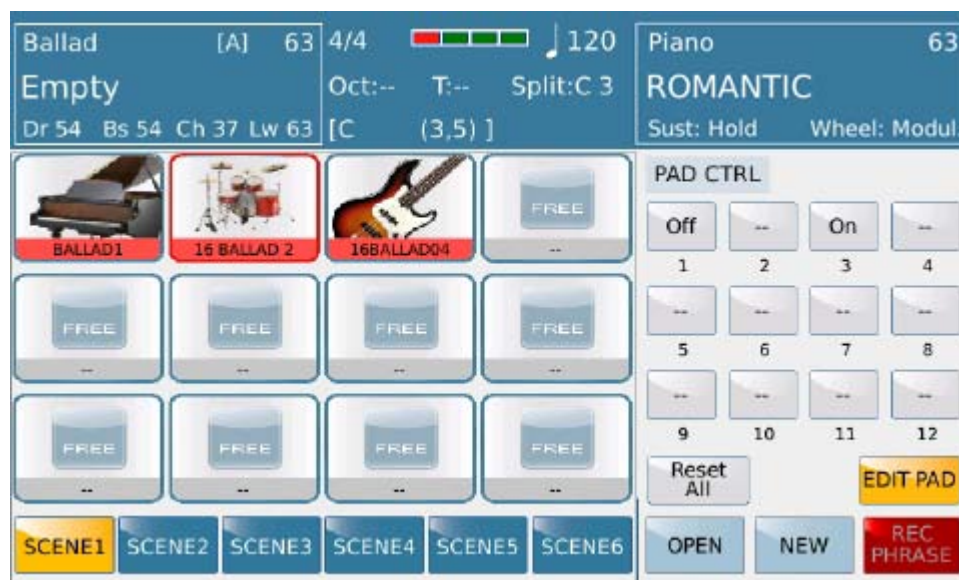 Ballad [A] 63 4/4 120 Piano 63
Empty Oct:-- T:-- Split:C 3 ROMANTIC
Dr 54 Bs 54 Ch 37 Lw 63 [C (3,5) ] Sust: Hold Wheel: Modul.
BALLAD1 16 BALLAD 2 16BALLAD04 FREE --
FREE -- FREE -- FREE -- FREE --
FREE -- FREE -- FREE -- FREE --
SCENE1 SCENE2 SCENE3 SCENE4 SCENE5 SCENE6
PAD CTRL
Off -- On --
1 2 3 4
-- -- -- --
5 6 7 8
-- -- -- --
9 10 11 12
Reset All EDIT PAD
OPEN NEW REC PHRASE